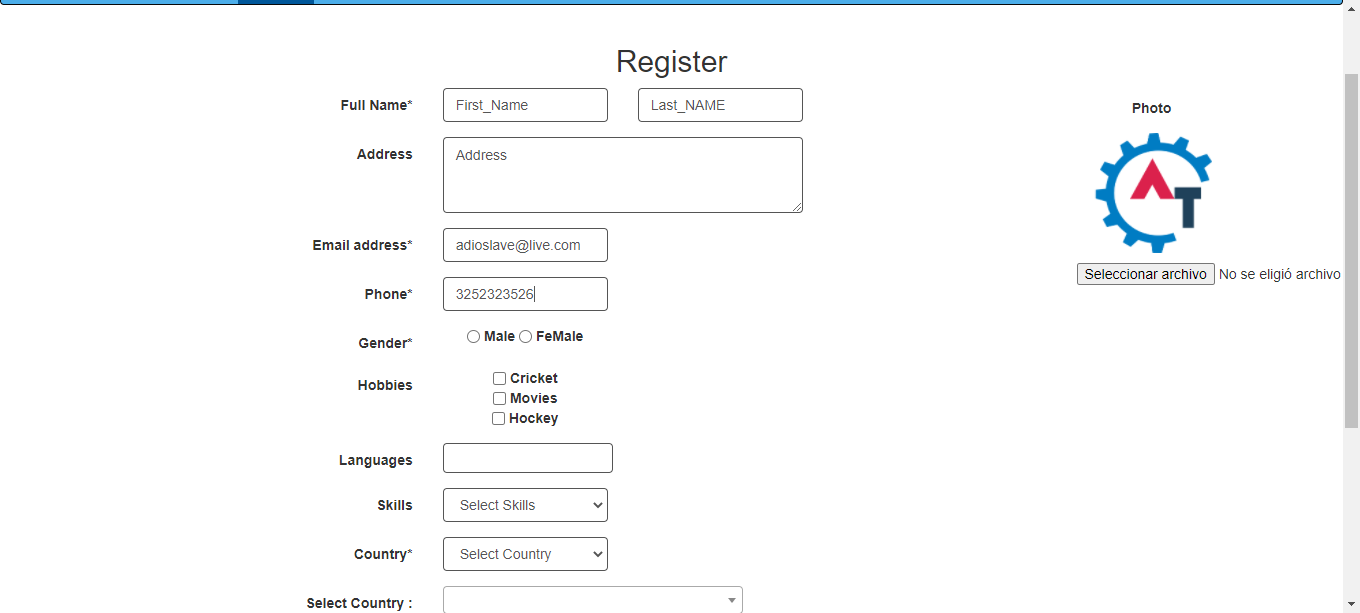 Register
Full Name* First_Name Last_NAME
Photo
Address Address
AT
Email address* adioslave@live.com
Seleccionar archivo No se eligió archivo
Phone* 3252323526
Gender* Male FeMale
Hobbies Cricket
Movies
Hockey
Languages
Skills Select Skills
Country* Select Country
Select Country :